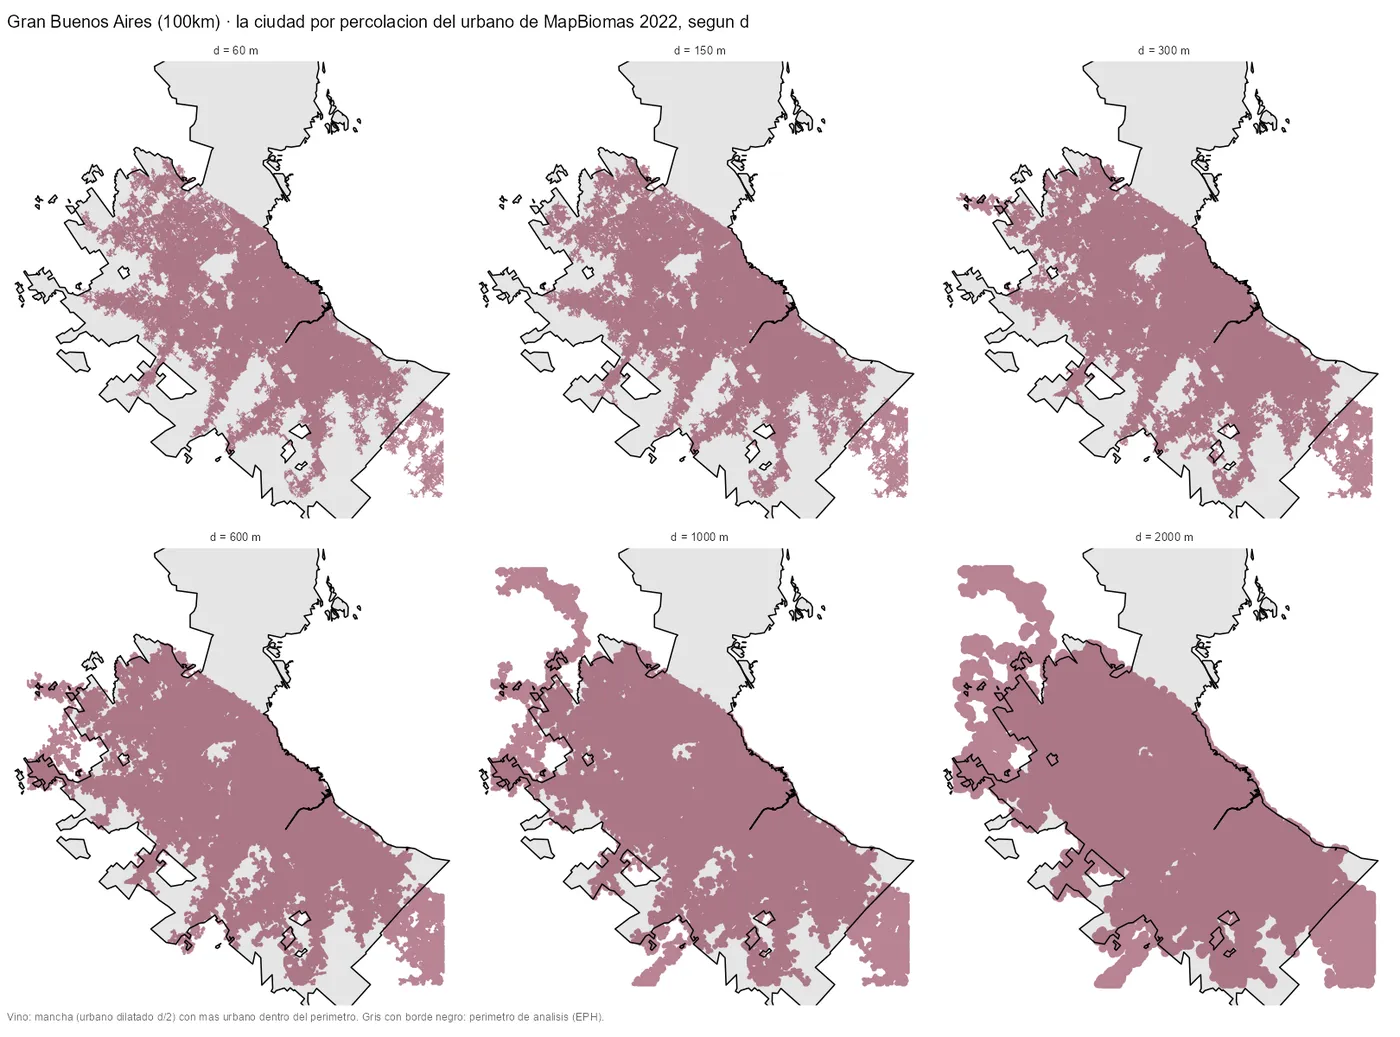 Gran Buenos Aires (100km) · la ciudad por percolacion del urbano de MapBiomas 2022, segun d
d = 60 m
d = 150 m
d = 300 m
d = 600 m
d = 1000 m
d = 2000 m
Vino: mancha (urbano dilatado d/2) con mas urbano dentro del perimetro. Gris con borde negro: perimetro de analisis (EPH).